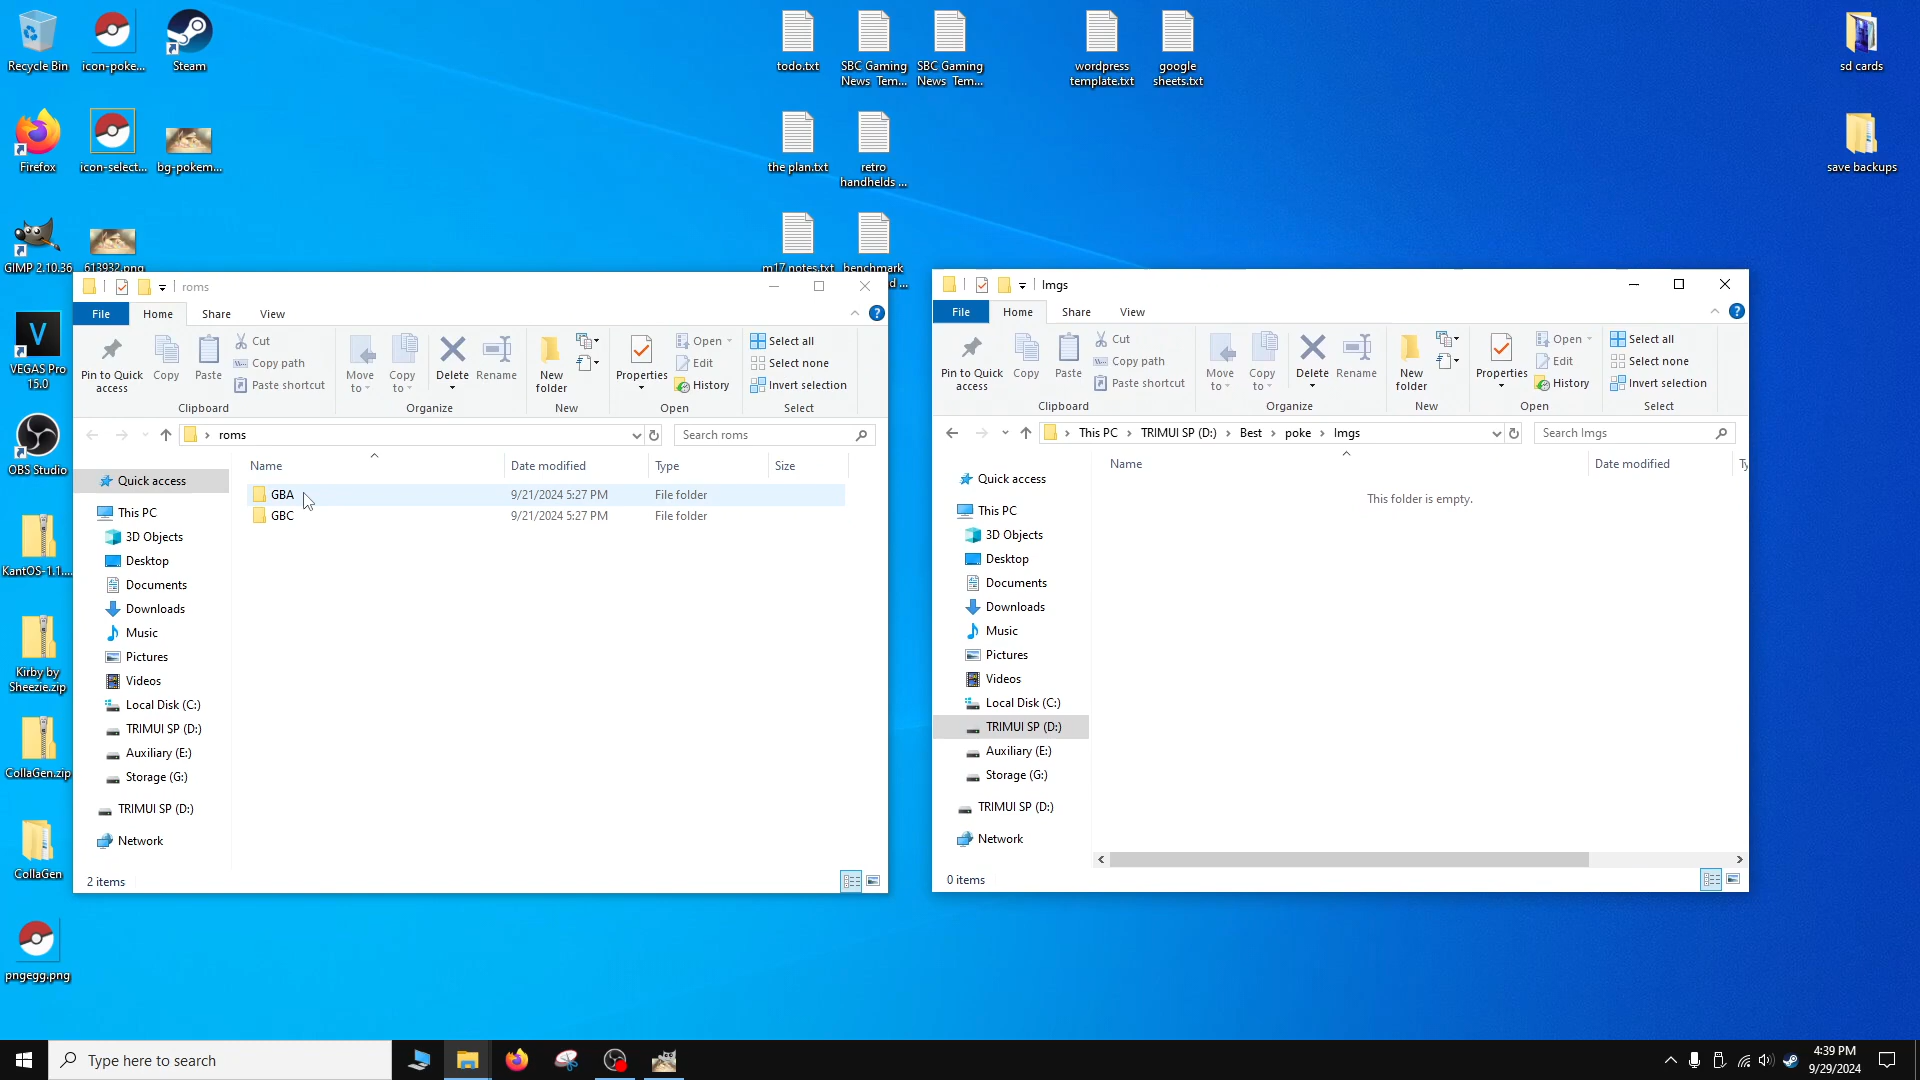 Recycle Bin
icon-poke...
Steam
todo.txt
SBC Gaming
News  Tem...
SBC Gaming
News  Tem...
wordpress
template.txt
google
sheets.txt
sd cards
Firefox
icon-select...
bg-pokem...
the plan.txt
retro
handhelds ...
save backups
GIMP 2.10.36
613932.png
m17 notes.txt
benchmark
VEGAS Pro
15.0
OBS Studio
KantOS-1.1....
Kirby by
Sheezie.zip
CollaGen.zip
CollaGen
pngegg.png
roms
File
Home
Share
View
Pin to Quick
access
Copy
Paste
Cut
Copy path
Paste shortcut
Clipboard
Move
to
Copy
to
Delete
Rename
Organize
New
folder
New
Properties
Open
Edit
History
Open
Select all
Select none
Invert selection
Select
roms
Search roms
Name
Date modified
Type
Size
GBA
9/21/2024 5:27 PM
File folder
GBC
9/21/2024 5:27 PM
File folder
Quick access
This PC
3D Objects
Desktop
Documents
Downloads
Music
Pictures
Videos
Local Disk (C:)
TRIMUI SP (D:)
Auxiliary (E:)
Storage (G:)
TRIMUI SP (D:)
Network
2 items
Imgs
File
Home
Share
View
Pin to Quick
access
Copy
Paste
Cut
Copy path
Paste shortcut
Clipboard
Move
to
Copy
to
Delete
Rename
Organize
New
folder
New
Properties
Open
Edit
History
Open
Select all
Select none
Invert selection
Select
This PC > TRIMUI SP (D:) > Best > poke > Imgs
Search Imgs
Name
Date modified
Ty
This folder is empty.
Quick access
This PC
3D Objects
Desktop
Documents
Downloads
Music
Pictures
Videos
Local Disk (C:)
TRIMUI SP (D:)
Auxiliary (E:)
Storage (G:)
TRIMUI SP (D:)
Network
0 items
Type here to search
4:39 PM
9/29/2024